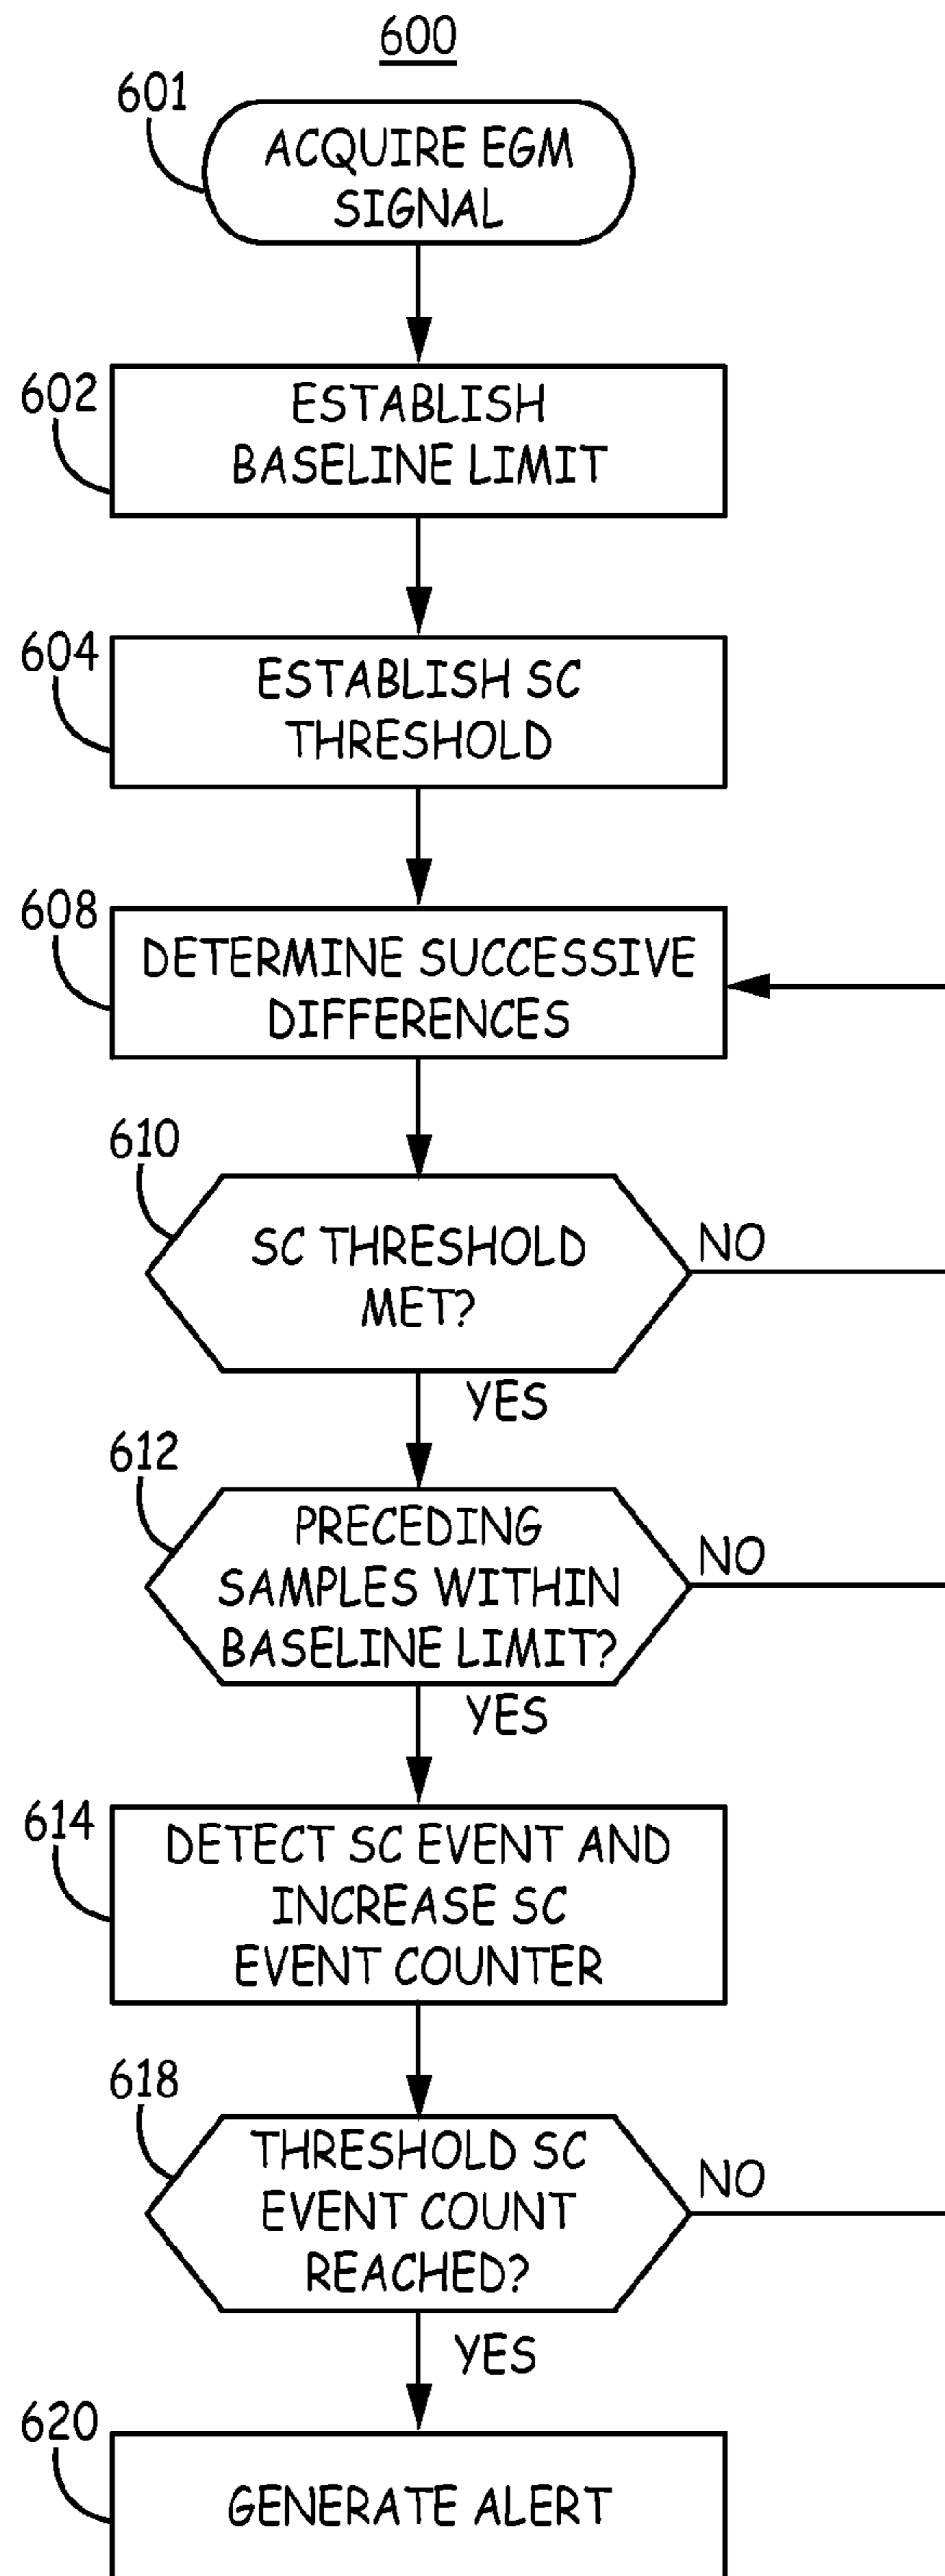 600
601
ACQUIRE EGM
SIGNAL
602
ESTABLISH
BASELINE LIMIT
604
ESTABLISH SC
THRESHOLD
608
DETERMINE SUCCESSIVE
DIFFERENCES
610
SC THRESHOLD
MET?
NO
YES
612
PRECEDING
SAMPLES WITHIN
BASELINE LIMIT?
NO
YES
614
DETECT SC EVENT AND
INCREASE SC
EVENT COUNTER
618
THRESHOLD SC
EVENT COUNT
REACHED?
NO
YES
620
GENERATE ALERT